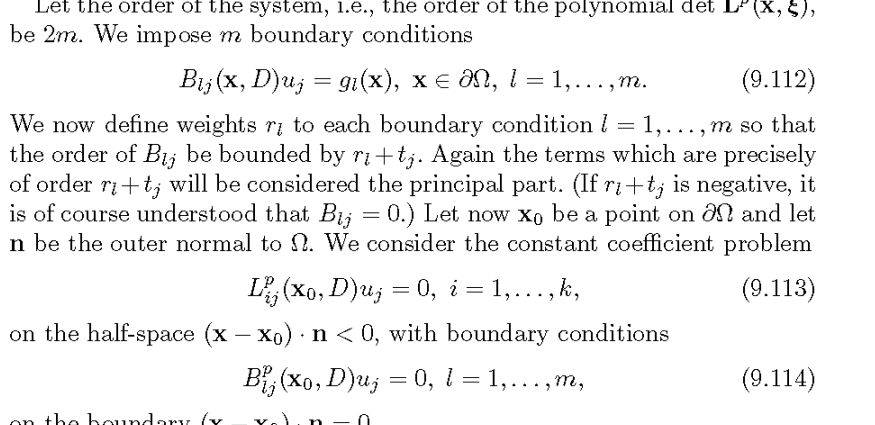 Let the order of the system, i.e., the order of the polynomial det L^p(x, ξ),
be 2m. We impose m boundary conditions
B_{lj}(x, D)u_j = g_l(x), x ∈ ∂Ω, l = 1, . . . , m. (9.112)
We now define weights r_l to each boundary condition l = 1, . . . , m so that
the order of B_{lj} be bounded by r_l + t_j. Again the terms which are precisely
of order r_l + t_j will be considered the principal part. (If r_l + t_j is negative, it
is of course understood that B_{lj} = 0.) Let now x_0 be a point on ∂Ω and let
n be the outer normal to Ω. We consider the constant coefficient problem
L^p_{ij}(x_0, D)u_j = 0, i = 1, . . . , k, (9.113)
on the half-space (x − x_0) · n < 0, with boundary conditions
B^p_{lj}(x_0, D)u_j = 0, l = 1, . . . , m, (9.114)
on the boundary (x − x_0) · n = 0